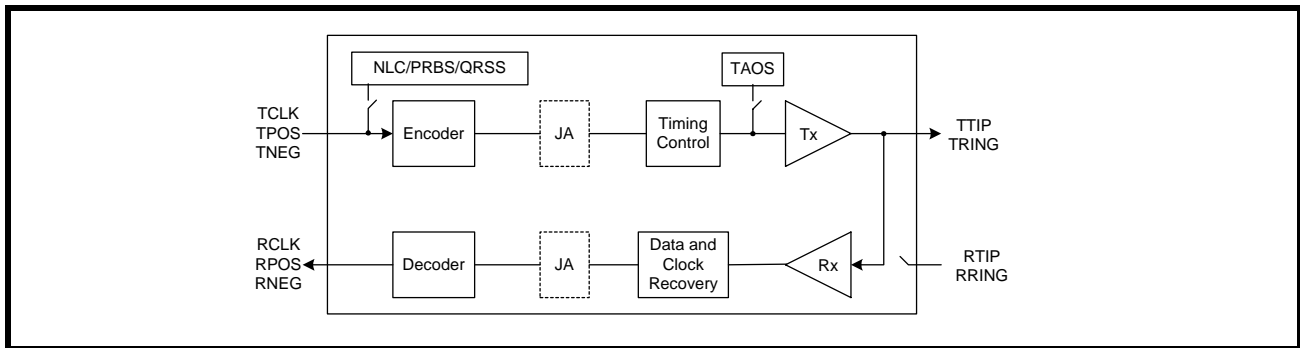 NLC/PRBS/QRSS
TAOS
TCLK
TPOS
TNEG
Encoder
JA
Timing
Control
Tx
TTIP
TRING
RCLK
RPOS
RNEG
Decoder
JA
Data and
Clock
Recovery
Rx
RTIP
RRING